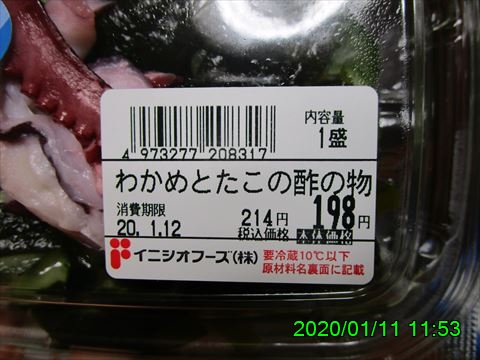 内容量
1盛
4 973277 208317
わかめとたこの酢の物
消費期限
20. 1.12
214円
税込価格
198円
本体価格
イニシオフーズ(株)
要冷蔵10℃以下
原材料名裏面に記載
2020/01/11 11:53